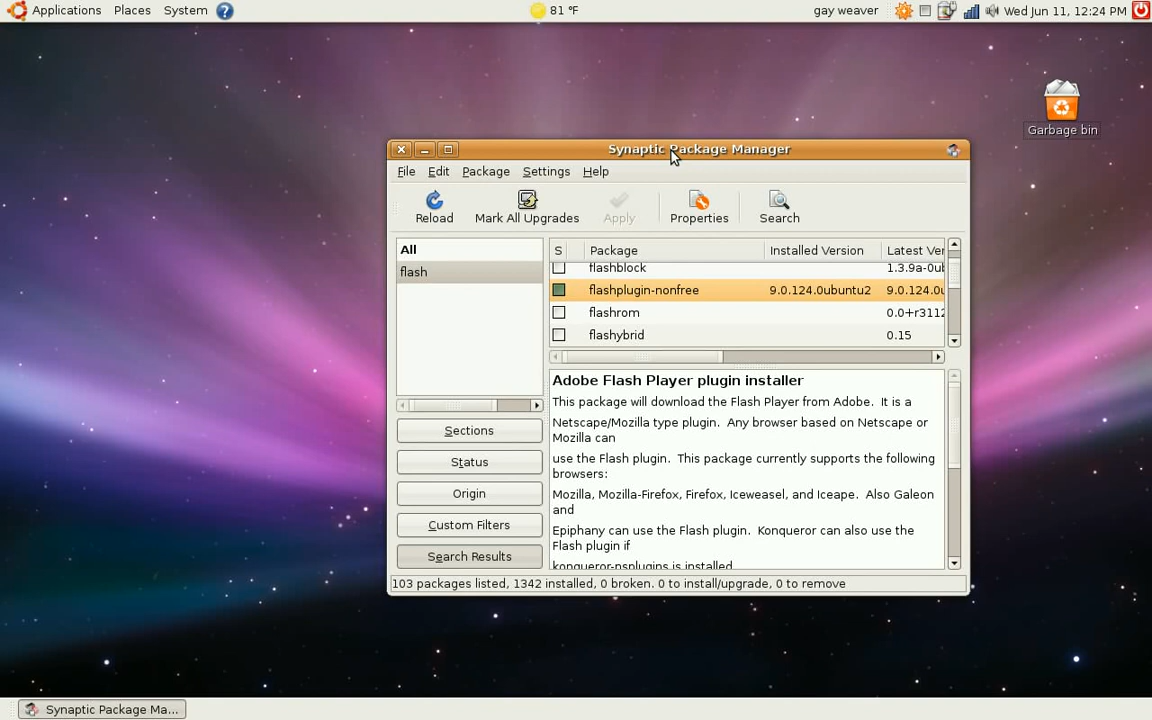 Applications Places System 81 °F gay weaver Wed Jun 11, 12:24 PM
Garbage bin
Synaptic Package Manager
File Edit Package Settings Help
Reload Mark All Upgrades Apply Properties Search
All
flash
S Package Installed Version Latest Ver
flashblock 1.3.9a-0ub
flashplugin-nonfree 9.0.124.0ubuntu2 9.0.124.0u
flashrom 0.0+r3112
flashybrid 0.15
Sections
Status
Origin
Custom Filters
Search Results
Adobe Flash Player plugin installer
This package will download the Flash Player from Adobe. It is a
Netscape/Mozilla type plugin. Any browser based on Netscape or
Mozilla can
use the Flash plugin. This package currently supports the following
browsers:
Mozilla, Mozilla-Firefox, Firefox, Iceweasel, and Iceape. Also Galeon
and
Epiphany can use the Flash plugin. Konqueror can also use the
Flash plugin if
konqueror-nsplugins is installed.
103 packages listed, 1342 installed, 0 broken. 0 to install/upgrade, 0 to remove
Synaptic Package Ma...